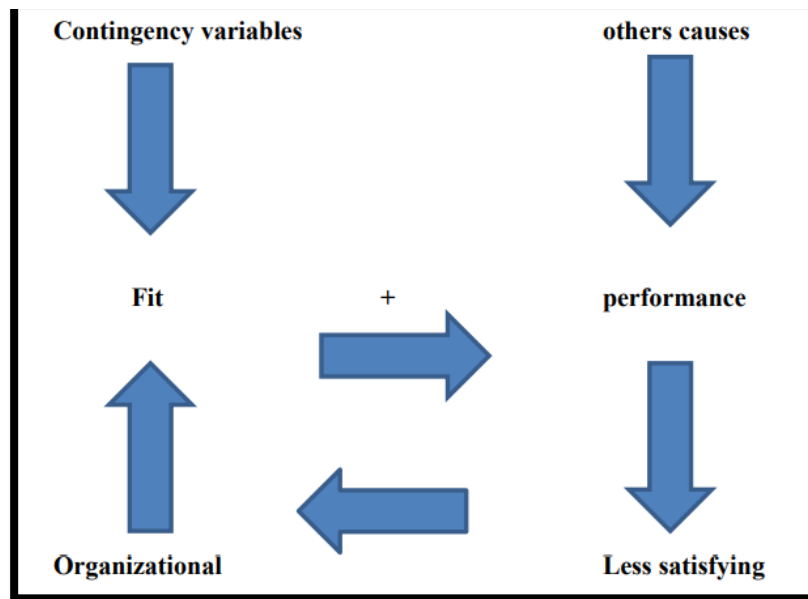 Contingency variables others causes
Fit + performance
Organizational Less satisfying